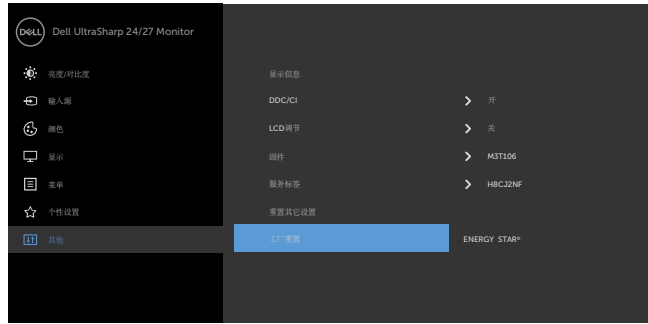 DELL Dell UltraSharp 24/27 Monitor
亮度/对比度 显示信息
输入源 DDC/CI 开
颜色 LCD调节 关
显示 固件 M3T106
菜单 服务标签 H8CJ2NF
个性设置 重置其它设置
其他 工厂重置 ENERGY STAR®